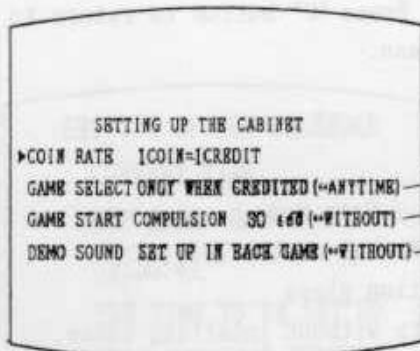 SETTING UP THE CABINET
▶COIN RATE 1COIN=1CREDIT
GAME SELECT ONLY WHEN CREDITED (↔ANYTIME)
GAME START COMPULSION 30 (↔WITHOUT)
DEMO SOUND SET UP IN EACH GAME (↔WITHOUT)